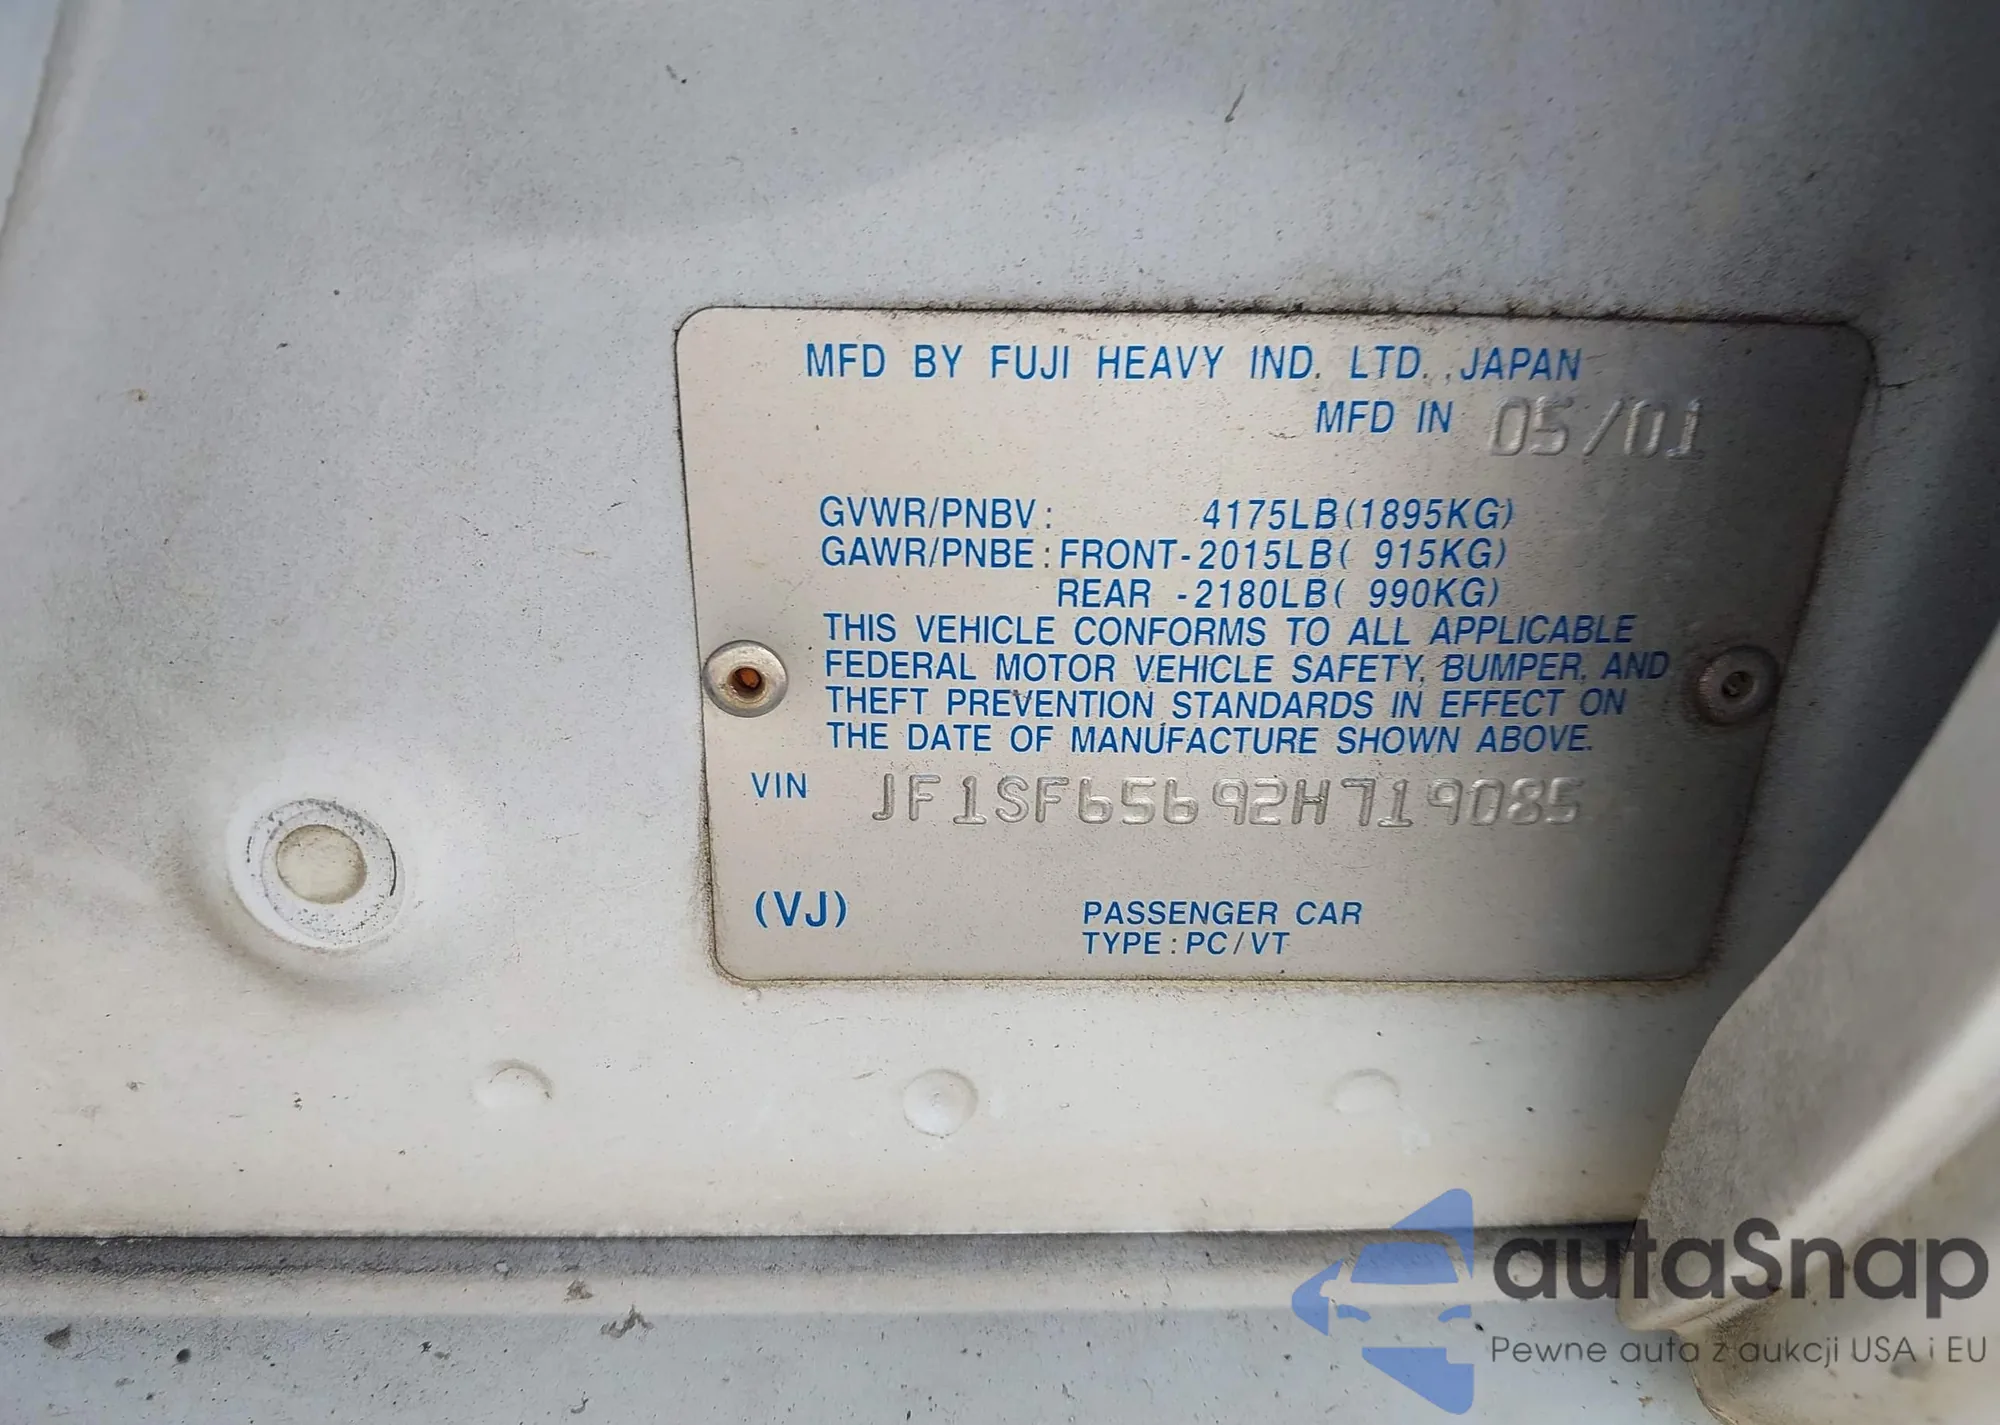 MFD BY FUJI HEAVY IND. LTD., JAPAN
MFD IN 05/01
GVWR/PNBV: 4175LB(1895KG)
GAWR/PNBE: FRONT-2015LB( 915KG)
REAR -2180LB( 990KG)
THIS VEHICLE CONFORMS TO ALL APPLICABLE
FEDERAL MOTOR VEHICLE SAFETY, BUMPER, AND
THEFT PREVENTION STANDARDS IN EFFECT ON
THE DATE OF MANUFACTURE SHOWN ABOVE.
VIN JF1SF65692H719085
(VJ) PASSENGER CAR
TYPE: PC/VT
autaSnap
Pewne auta z aukcji USA i EU